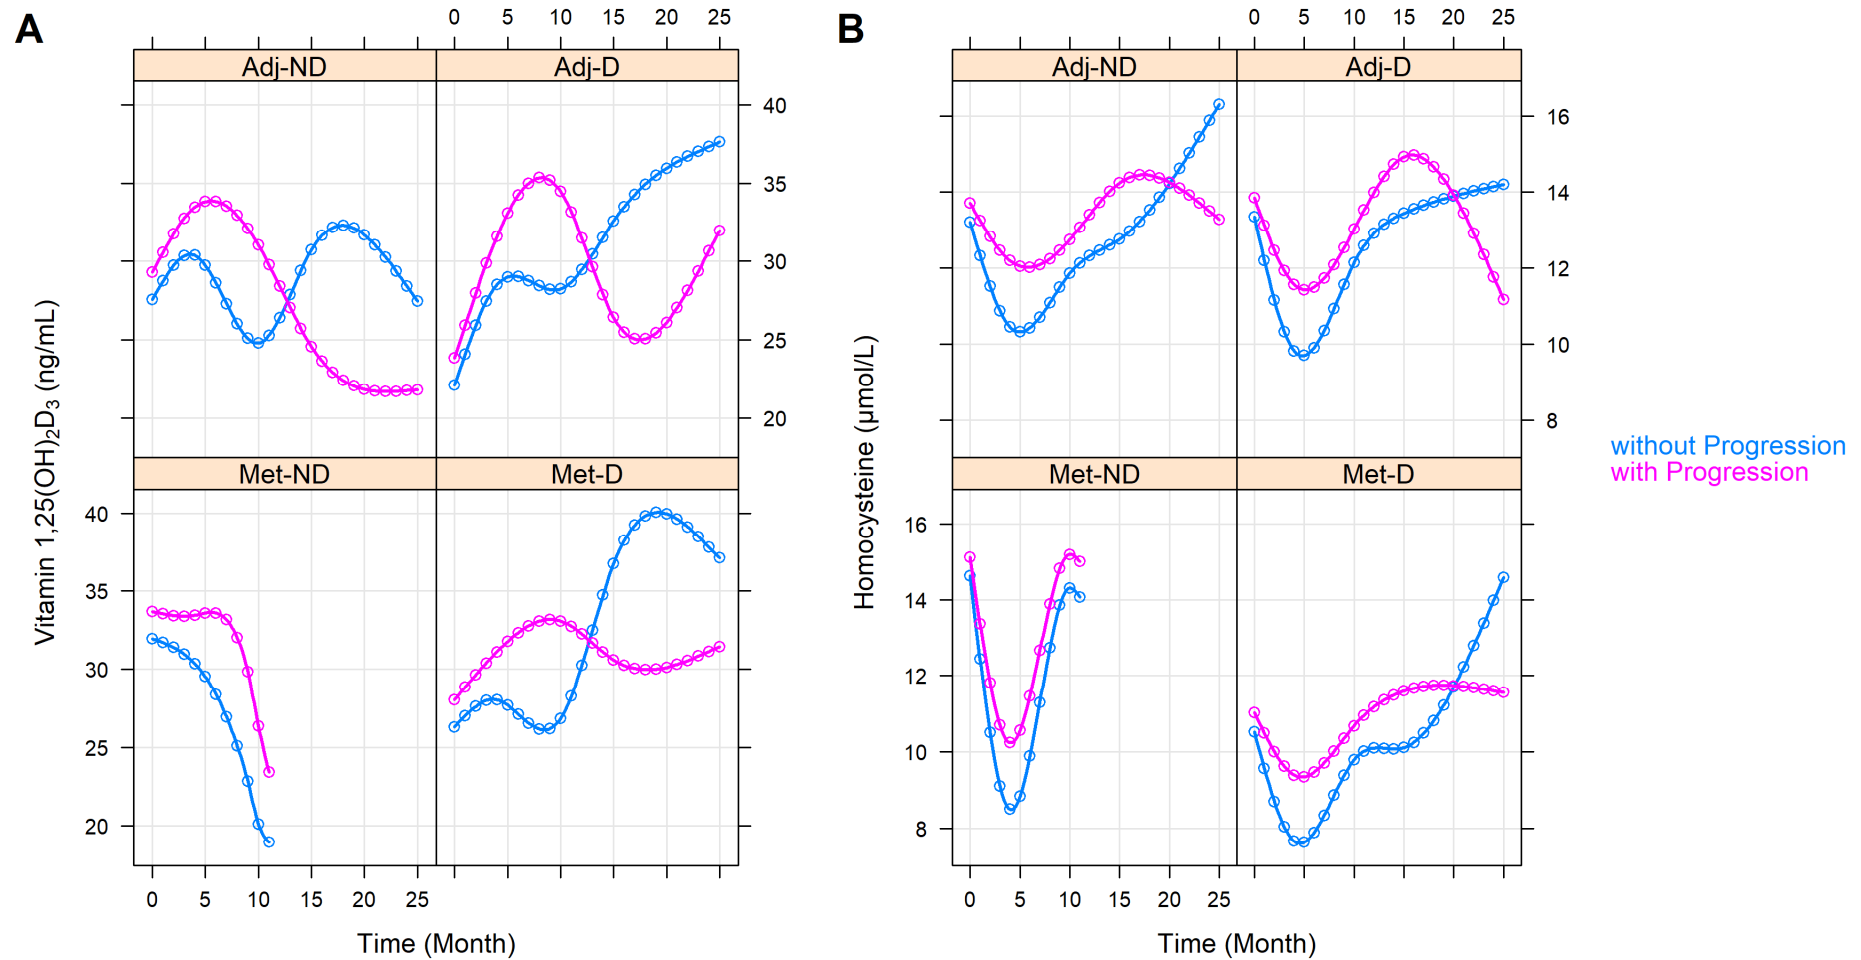 A
0 5 10 15 20 25
Adj-ND Adj-D
40
35
30
25
20
Met-ND Met-D
40
35
30
25
20
0 5 10 15 20 25
Time (Month)
Vitamin 1,25(OH)₂D₃ (ng/mL)
B
0 5 10 15 20 25
Adj-ND Adj-D
16
14
12
10
8
Met-ND Met-D
16
14
12
10
8
0 5 10 15 20 25
Time (Month)
Homocysteine (µmol/L)
without Progression
with Progression